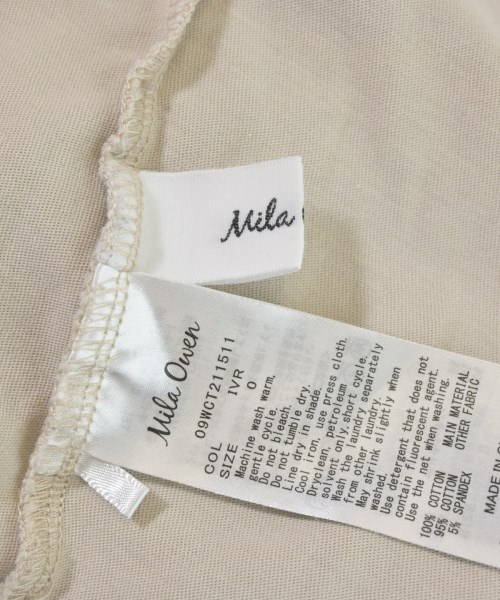 Mila
Mila Owen
09WCT211511
COL IVR
SIZE 0
Machine wash warm,
gentle cycle.
Do not bleach.
Do not tumble dry.
Line dry in shade.
Cool iron, use press cloth.
Dryclean, petroleum
solvent only, short cycle.
Wash the laundry separately
from other laundry.
May shrink slightly when
washed.
Use detergent that does not
contain fluorescent agent.
Use the net when washing.
100% COTTON MAIN MATERIAL
95% COTTON OTHER FABRIC
5% SPANDEX
MADE IN